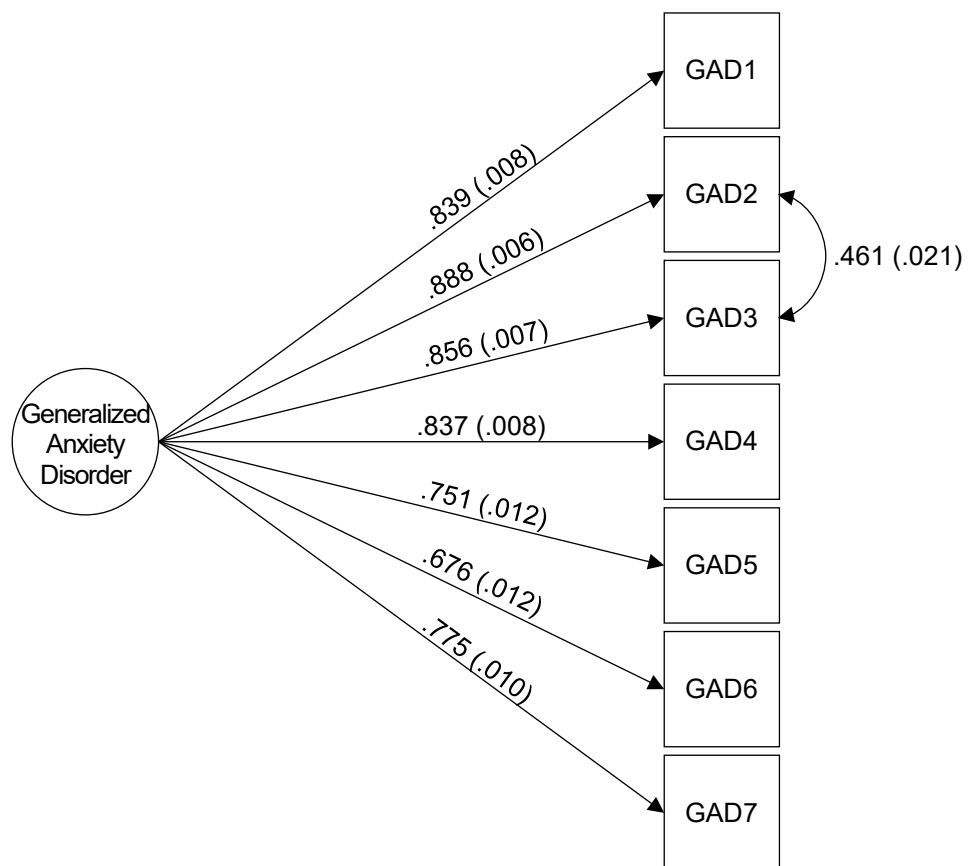 GAD1
.839 (.008)
GAD2
.888 (.006)
.461 (.021)
GAD3
.856 (.007)
Generalized
Anxiety
Disorder
.837 (.008)
GAD4
.751 (.012)
GAD5
.676 (.012)
GAD6
.775 (.010)
GAD7